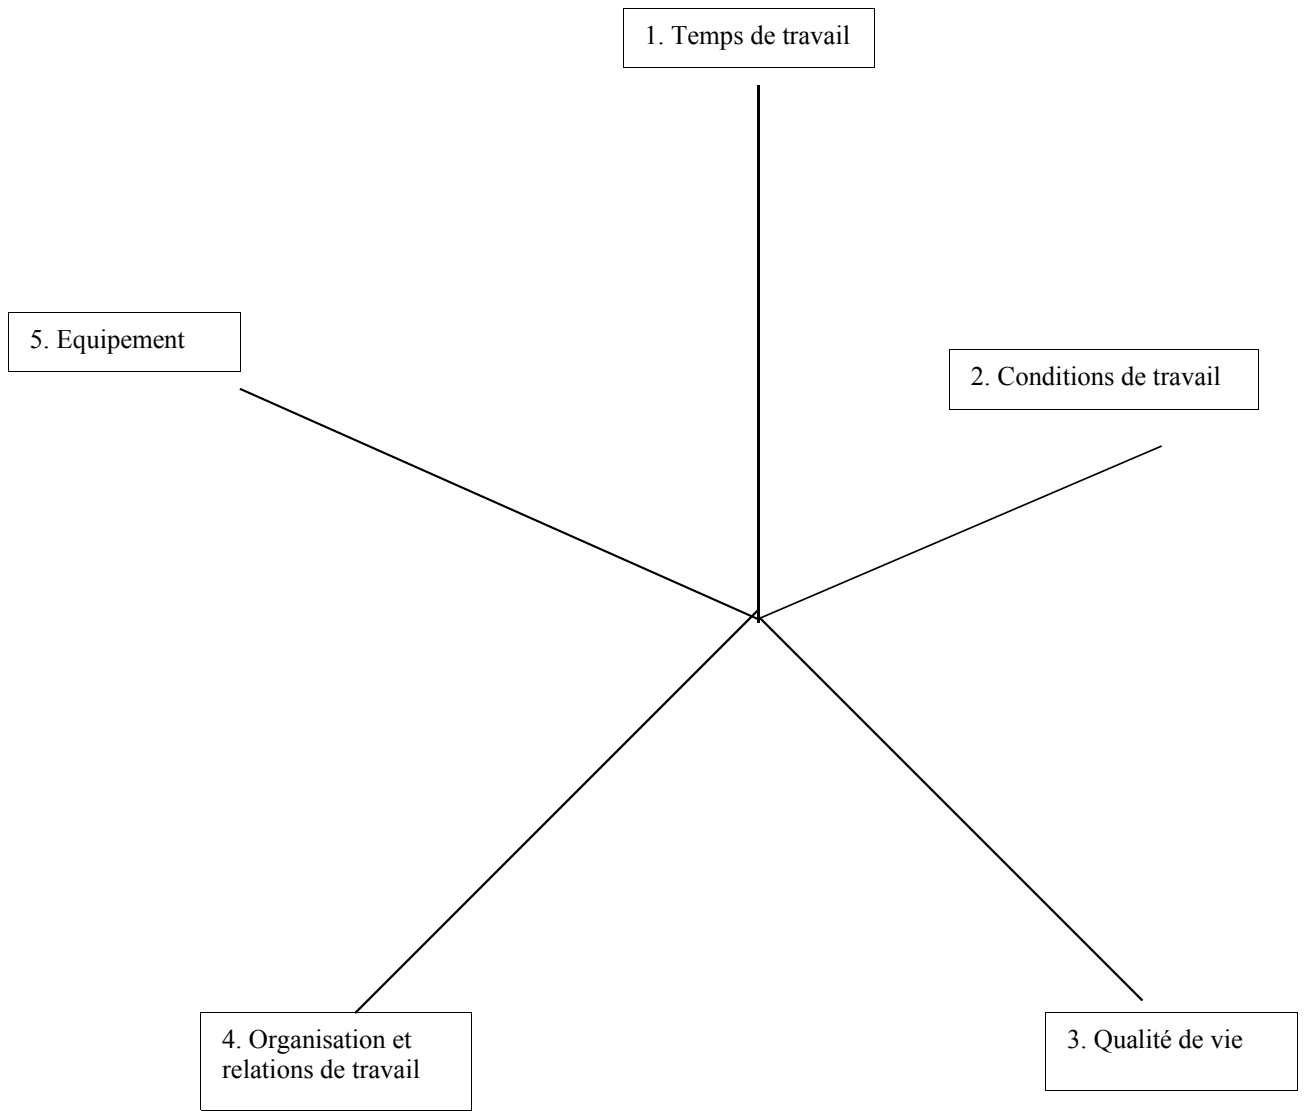 1. Temps de travail
5. Equipement
2. Conditions de travail
4. Organisation et
relations de travail
3. Qualité de vie